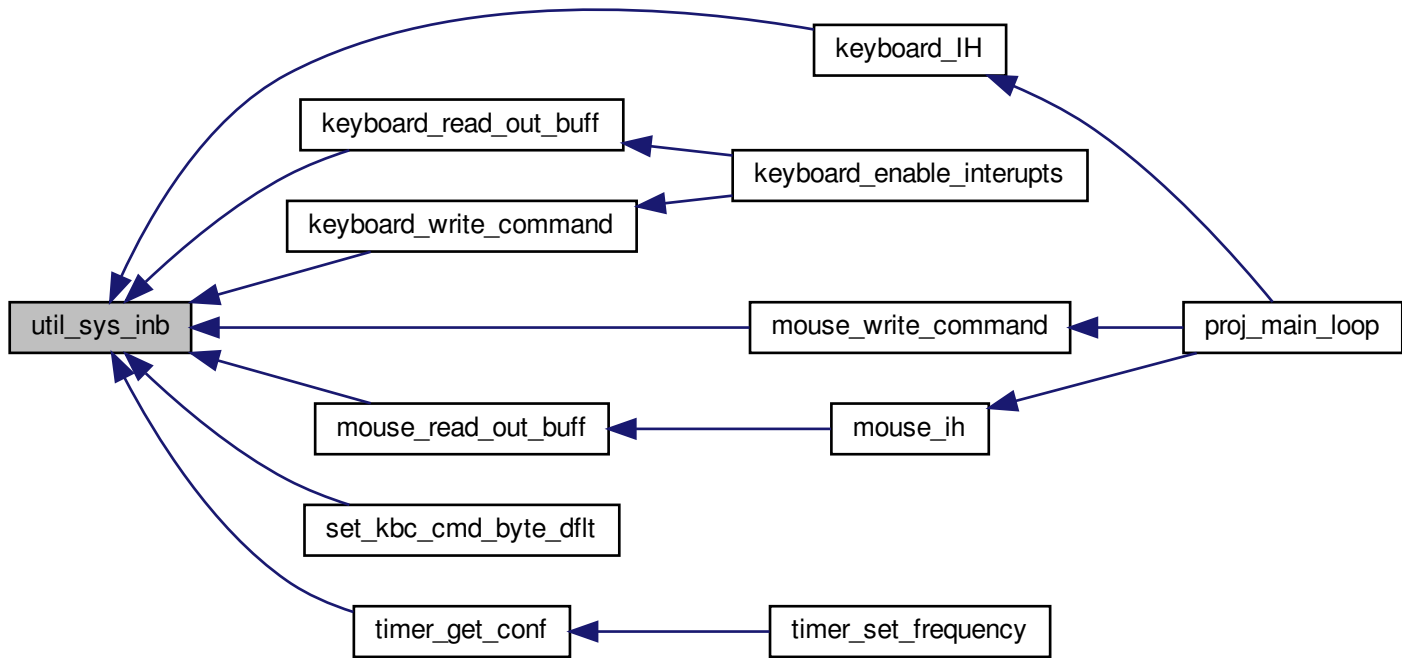 keyboard_IH
keyboard_read_out_buff
keyboard_enable_interupts
keyboard_write_command
util_sys_inb
mouse_write_command
proj_main_loop
mouse_read_out_buff
mouse_ih
set_kbc_cmd_byte_dflt
timer_get_conf
timer_set_frequency